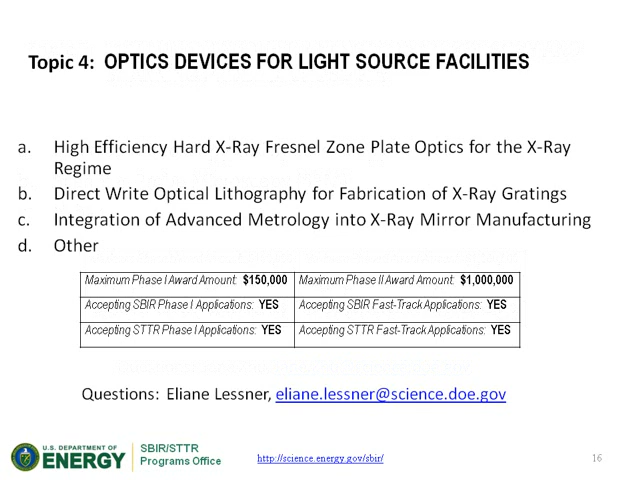 Topic 4: OPTICS DEVICES FOR LIGHT SOURCE FACILITIES
a. High Efficiency Hard X-Ray Fresnel Zone Plate Optics for the X-Ray
Regime
b. Direct Write Optical Lithography for Fabrication of X-Ray Gratings
c. Integration of Advanced Metrology into X-Ray Mirror Manufacturing
d. Other
Maximum Phase I Award Amount: $150,000 Maximum Phase II Award Amount: $1,000,000
Accepting SBIR Phase I Applications: YES Accepting SBIR Fast-Track Applications: YES
Accepting STTR Phase I Applications: YES Accepting STTR Fast-Track Applications: YES
Questions: Eliane Lessner, eliane.lessner@science.doe.gov
U.S. DEPARTMENT OF
ENERGY
SBIR/STTR
Programs Office
http://science.energy.gov/sbir/
16